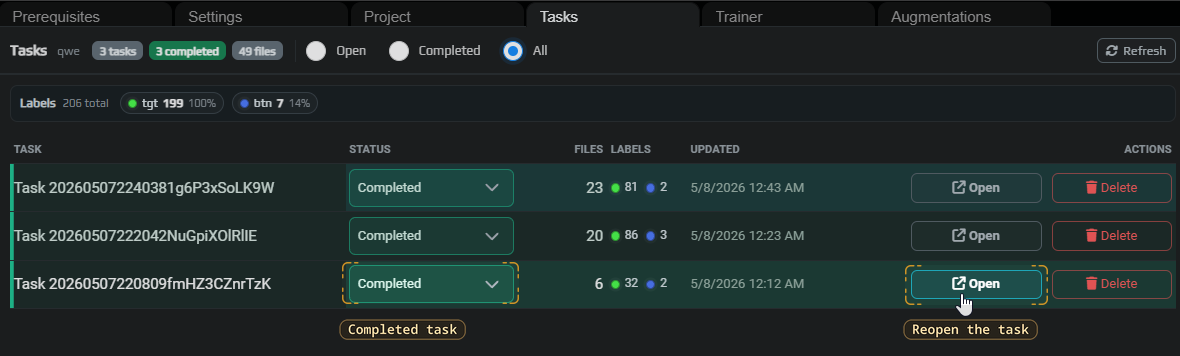 Prerequisites Settings Project Tasks Trainer Augmentations
Tasks qwe 3 tasks 3 completed 49 files Open Completed All Refresh
Labels 206 total tgt 199 100% btn 7 14%
TASK STATUS FILES LABELS UPDATED ACTIONS
Task 202605072240381g6P3xSoLK9W Completed 23 81 2 5/8/2026 12:43 AM Open Delete
Task 20260507222042NuGpiXOlRlIE Completed 20 86 3 5/8/2026 12:23 AM Open Delete
Task 20260507220809fmHZ3CZnrTzK Completed 6 32 2 5/8/2026 12:12 AM Open Delete
Completed task Reopen the task